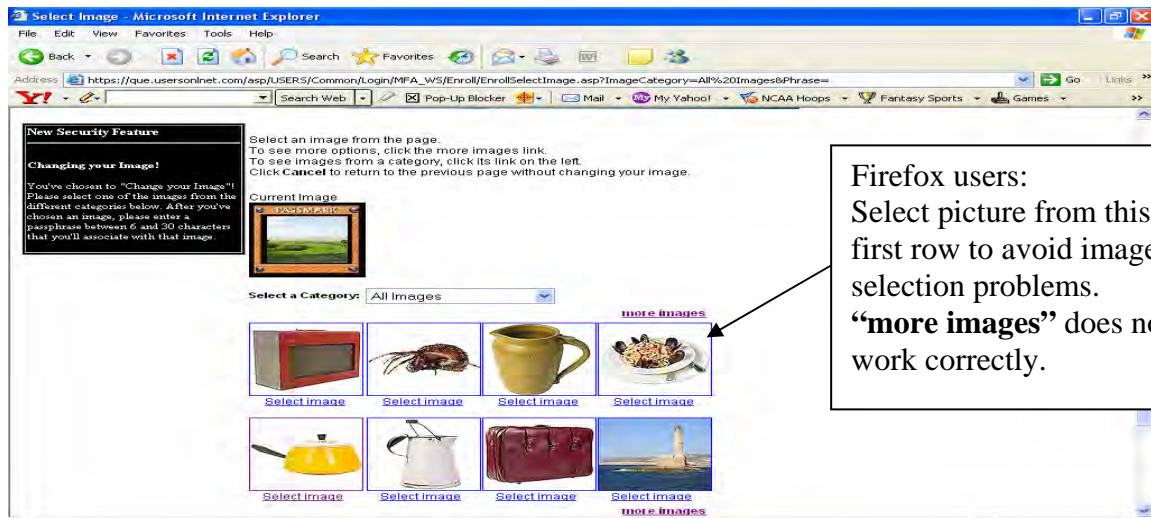 Select Image - Microsoft Internet Explorer
File Edit View Favorites Tools Help
Back Search Favorites
Address https://que.usersonlnet.com/asp/USERS/Common/Login/MFA_WS/Enroll/EnrollSelectImage.asp?ImageCategory=All%20Images&Phrase= Go Links »
Y! Search Web Pop-Up Blocker Mail My Yahoo! NCAA Hoops Fantasy Sports Games »
New Security Feature
Changing your Image!
You've chosen to "Change your Image"!
Please select one of the images from the
different categories below. After you've
chosen an image, please enter a
passphrase between 6 and 30 characters
that you'll associate with that image.
Select an image from the page.
To see more options, click the more images link.
To see images from a category, click its link on the left.
Click Cancel to return to the previous page without changing your image.
Current Image
PASSMARK
Select a Category: All Images
more images
Select image Select image Select image Select image
Select image Select image Select image Select image
more images
Firefox users:
Select picture from this
first row to avoid image
selection problems.
“more images” does no
work correctly.